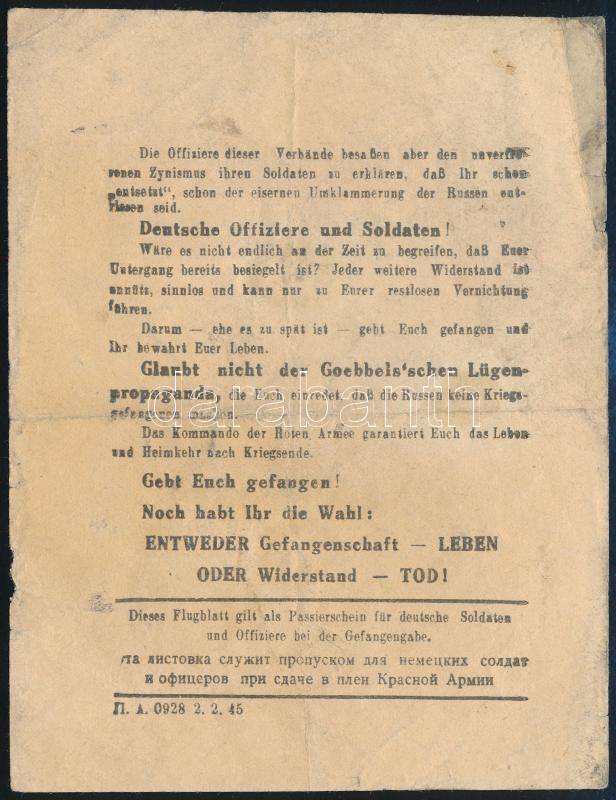 Die Offiziere dieser Verbände besaßen aber den unverfro-
renen Zynismus ihren Soldaten zu erklären, daß Ihr schon
„entsetzt“, schon der eisernen Umklammerung der Russen ent-
rissen seid.
Deutsche Offiziere und Soldaten!
Wäre es nicht endlich an der Zeit zu begreifen, daß Euer
Untergang bereits besiegelt ist? Jeder weitere Widerstand ist
unnütz, sinnlos und kann nur zu Eurer restlosen Vernichtung
führen.
Darum — ehe es zu spät ist — gebt Euch gefangen und
Ihr bewahrt Euer Leben.
Glaubt nicht der Goebbels'schen Lügen-
propaganda, die Euch einredet, daß die Russen keine Kriegs-
gefangenen machen.
darabanth
Das Kommando der Roten Armee garantiert Euch das Leben
und Heimkehr nach Kriegsende.
Gebt Euch gefangen!
Noch habt Ihr die Wahl:
ENTWEDER Gefangenschaft — LEBEN
ODER Widerstand — TOD!
Dieses Flugblatt gilt als Passierschein für deutsche Soldaten
und Offiziere bei der Gefangengabe.
та листовка служит пропуском для немецких солдат
и офицеров при сдаче в плен Красной Армии
П. А. 0928 2. 2. 45